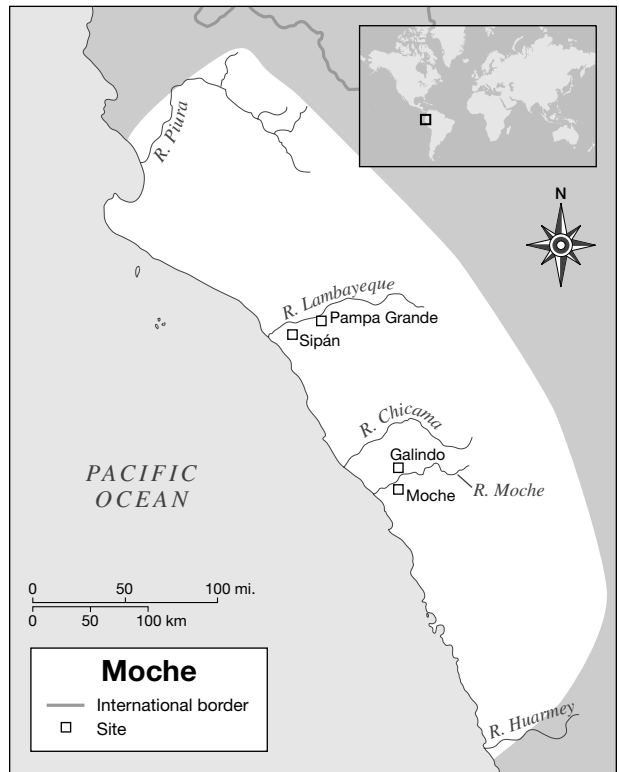 R. Piura
N
R. Lambayeque
Pampa Grande
Sipán
R. Chicama
Galindo
PACIFIC
OCEAN
R. Moche
Moche
0 50 100 mi.
0 50 100 km
Moche
International border
Site
R. Huarmey